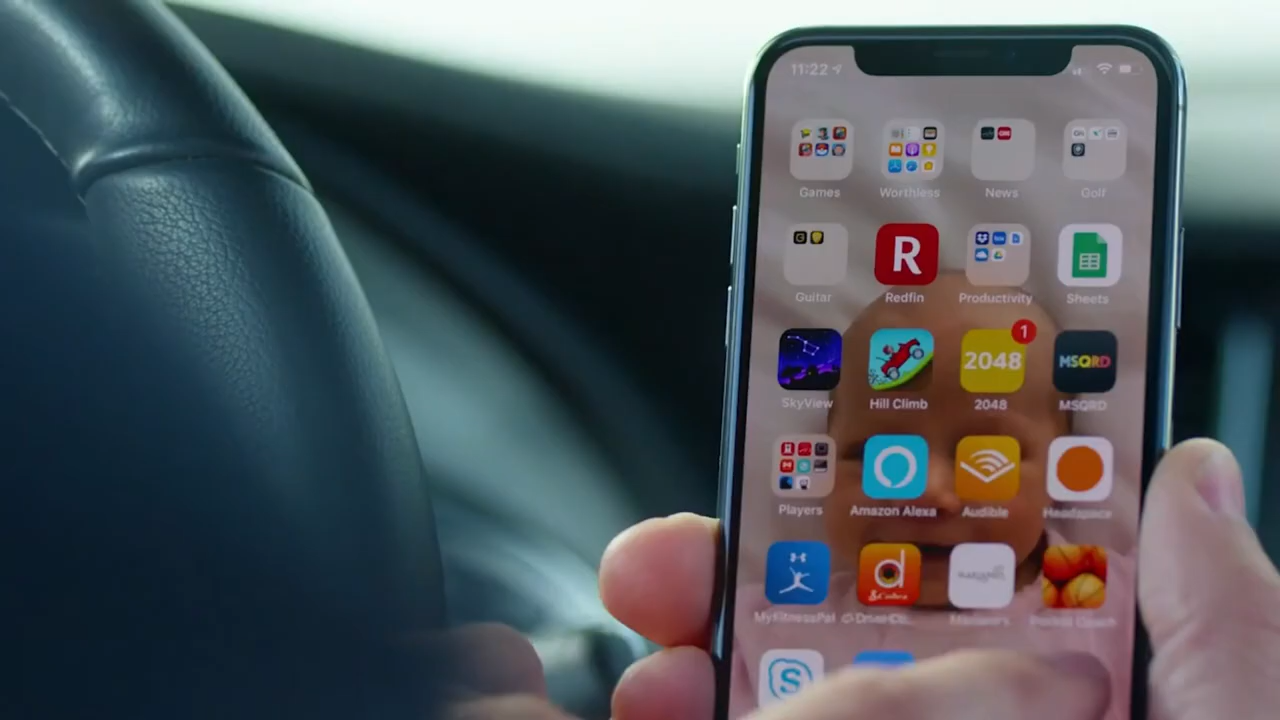 11:22
Games Worthless News Golf
R
Guitar Redfin Productivity Sheets
1
2048 MSQRD
SkyView Hill Climb 2048 MSQRD
Players Amazon Alexa Audible Headspace
d
MyFitnessPal
S